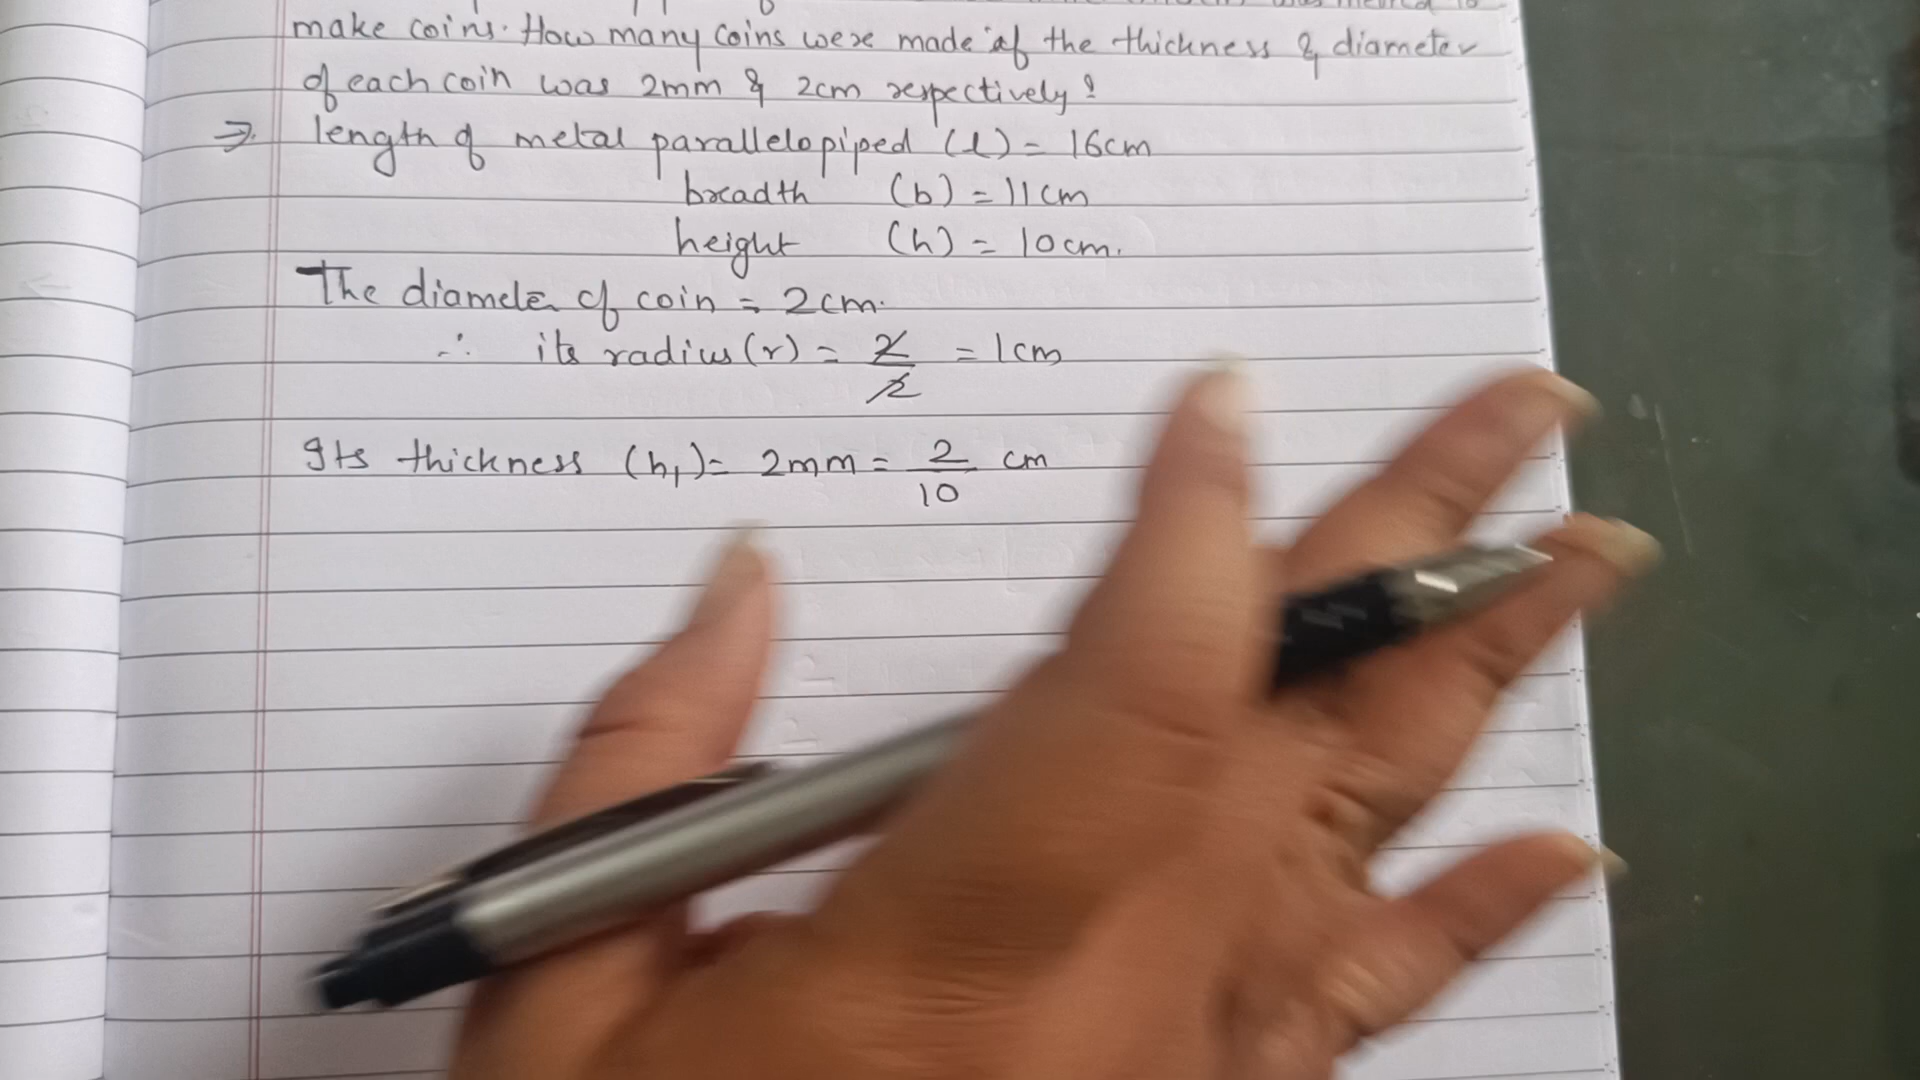 make coins. How many coins were made if the thickness & diameter
of each coin was 2mm & 2cm respectively?
⇒ length of metal parallelopiped (l) = 16cm
breadth (b) = 11cm
height (h) = 10cm.
The diameter of coin = 2cm.
∴ its radius (r) = 2/2 = 1cm
Its thickness (h₁) = 2mm = 2/10 cm